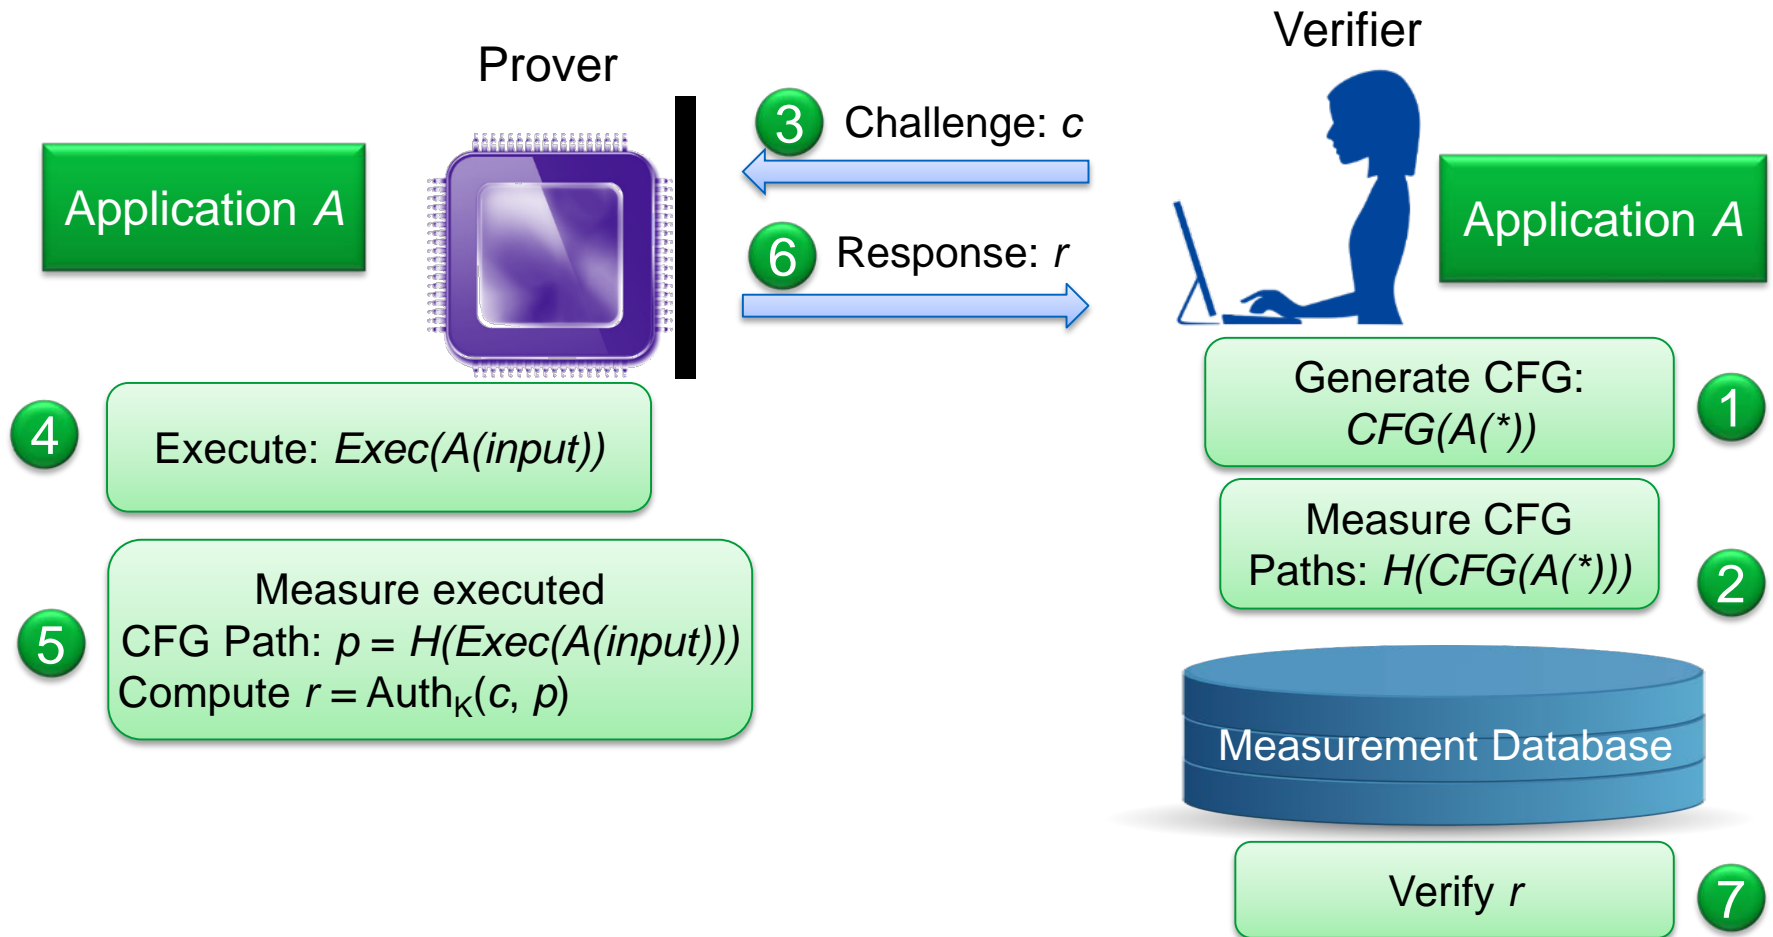 Prover
Verifier
3
Challenge: c
Application A
Application A
6
Response: r
4
Execute: Exec(A(input))
Generate CFG:
CFG(A(*))
1
Measure CFG
Paths: H(CFG(A(*)))
2
5
Measure executed
CFG Path: p = H(Exec(A(input)))
Compute r = AuthK(c, p)
Measurement Database
Verify r
7